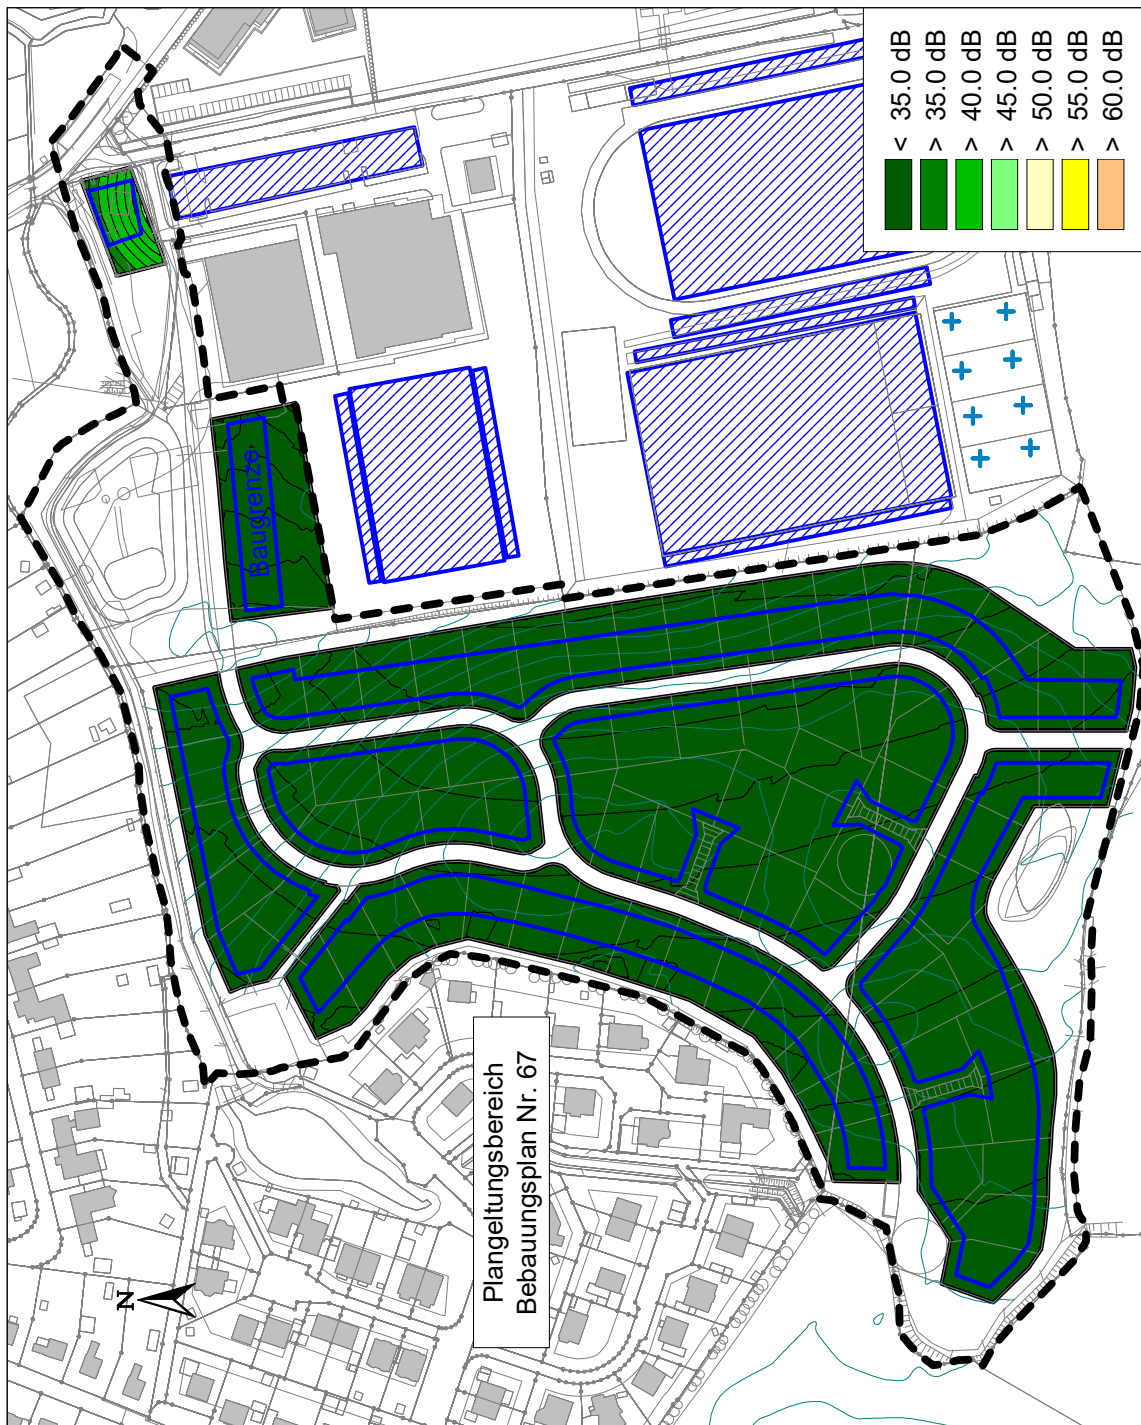 < 35.0 dB
> 35.0 dB
> 40.0 dB
> 45.0 dB
> 50.0 dB
> 55.0 dB
> 60.0 dB
Baugrenze
Plangeltungsbereich
Bebauungsplan Nr. 67
N